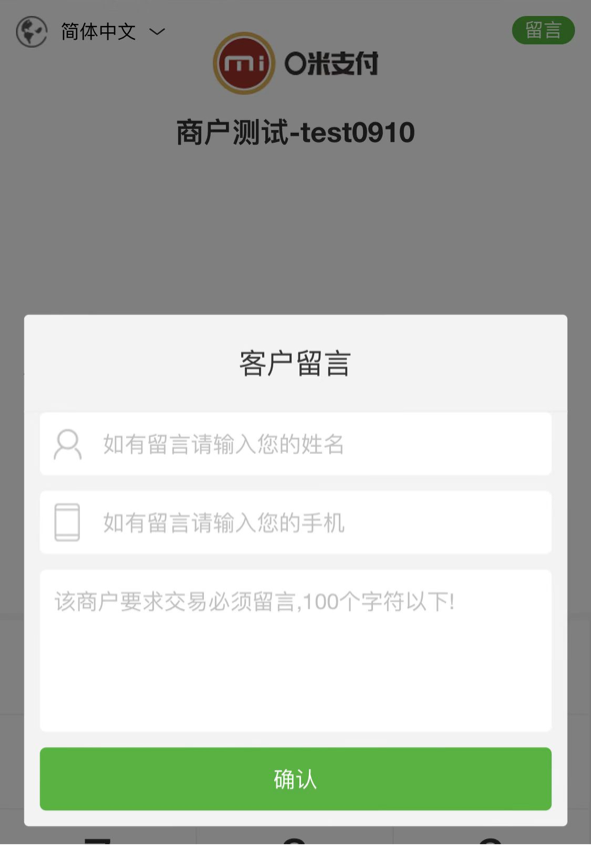 简体中文
留言
mi O米支付
商户测试-test0910
客户留言
如有留言请输入您的姓名
如有留言请输入您的手机
该商户要求交易必须留言,100个字符以下!
确认